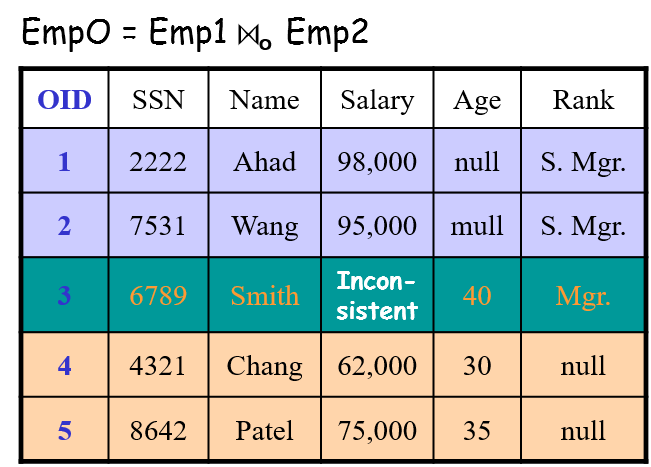 EmpO = Emp1 ⋈o Emp2
OID SSN Name Salary Age Rank
1 2222 Ahad 98,000 null S. Mgr.
2 7531 Wang 95,000 mull S. Mgr.
3 6789 Smith Incon-
sistent 40 Mgr.
4 4321 Chang 62,000 30 null
5 8642 Patel 75,000 35 null